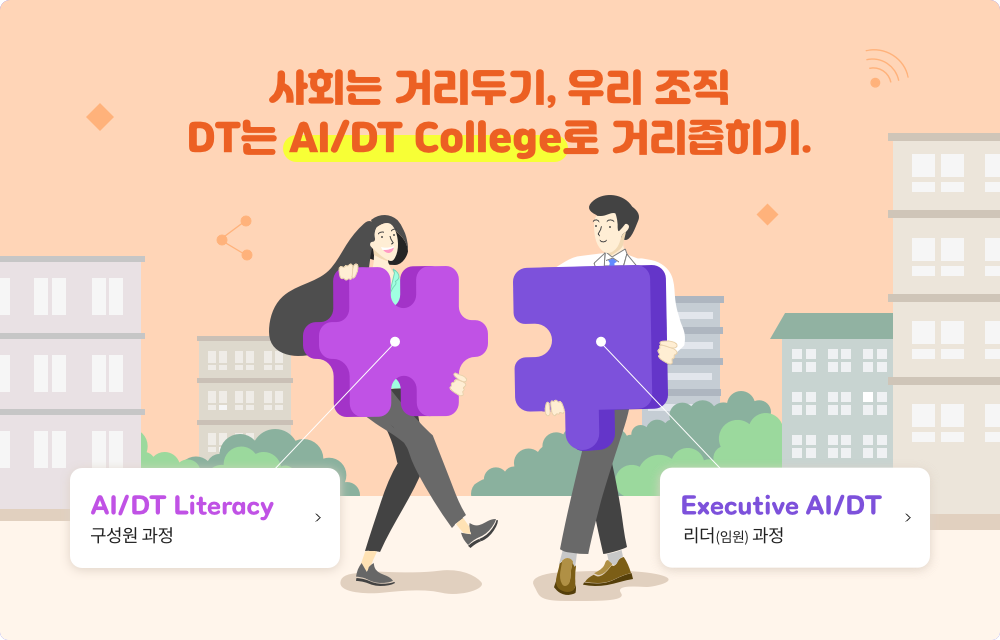 사회는 거리두기, 우리 조직
DT는 AI/DT College로 거리좁히기.
AI/DT Literacy
구성원 과정
Executive AI/DT
리더(임원) 과정